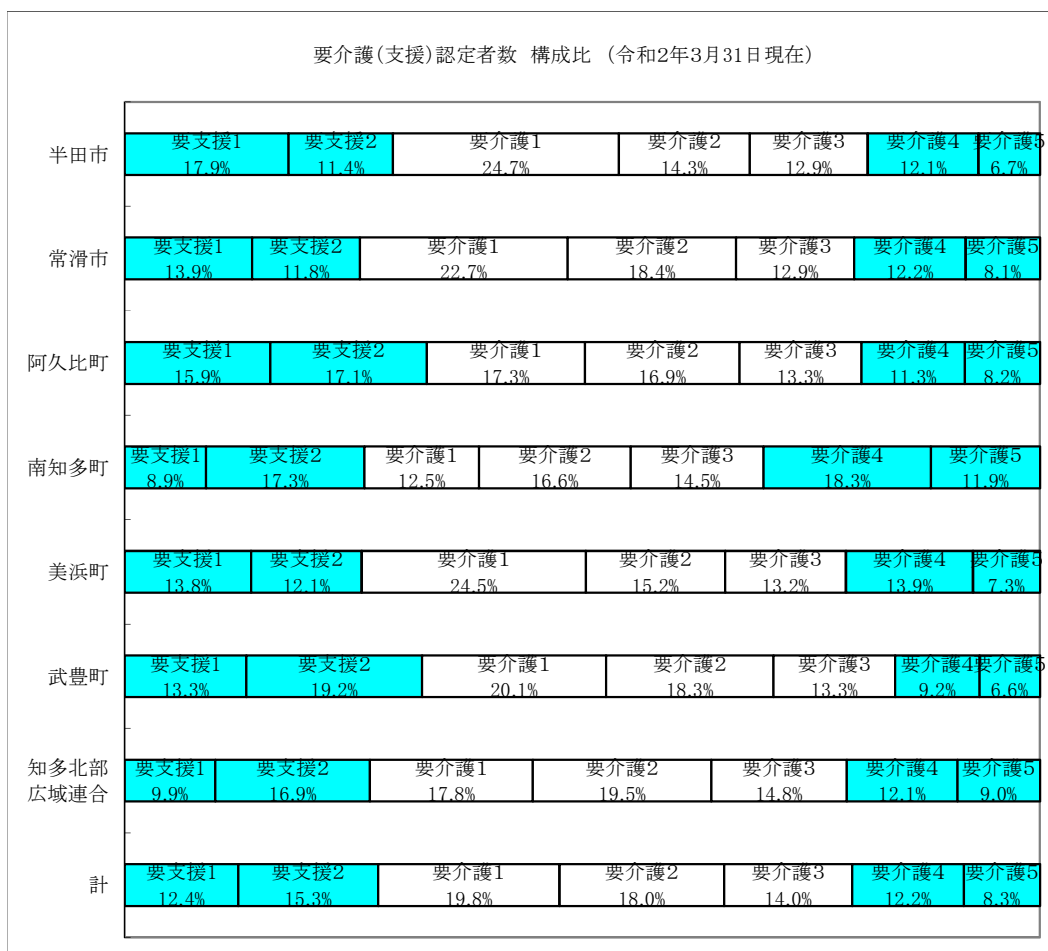 要介護(支援)認定者数 構成比 (令和2年3月31日現在)
半田市
要支援1 要支援2 要介護1 要介護2 要介護3 要介護4 要介護5
17.9% 11.4% 24.7% 14.3% 12.9% 12.1% 6.7%
常滑市
要支援1 要支援2 要介護1 要介護2 要介護3 要介護4 要介護5
13.9% 11.8% 22.7% 18.4% 12.9% 12.2% 8.1%
阿久比町
要支援1 要支援2 要介護1 要介護2 要介護3 要介護4 要介護5
15.9% 17.1% 17.3% 16.9% 13.3% 11.3% 8.2%
南知多町
要支援1 要支援2 要介護1 要介護2 要介護3 要介護4 要介護5
8.9% 17.3% 12.5% 16.6% 14.5% 18.3% 11.9%
美浜町
要支援1 要支援2 要介護1 要介護2 要介護3 要介護4 要介護5
13.8% 12.1% 24.5% 15.2% 13.2% 13.9% 7.3%
武豊町
要支援1 要支援2 要介護1 要介護2 要介護3 要介護4 要介護5
13.3% 19.2% 20.1% 18.3% 13.3% 9.2% 6.6%
知多北部
広域連合
要支援1 要支援2 要介護1 要介護2 要介護3 要介護4 要介護5
9.9% 16.9% 17.8% 19.5% 14.8% 12.1% 9.0%
計
要支援1 要支援2 要介護1 要介護2 要介護3 要介護4 要介護5
12.4% 15.3% 19.8% 18.0% 14.0% 12.2% 8.3%